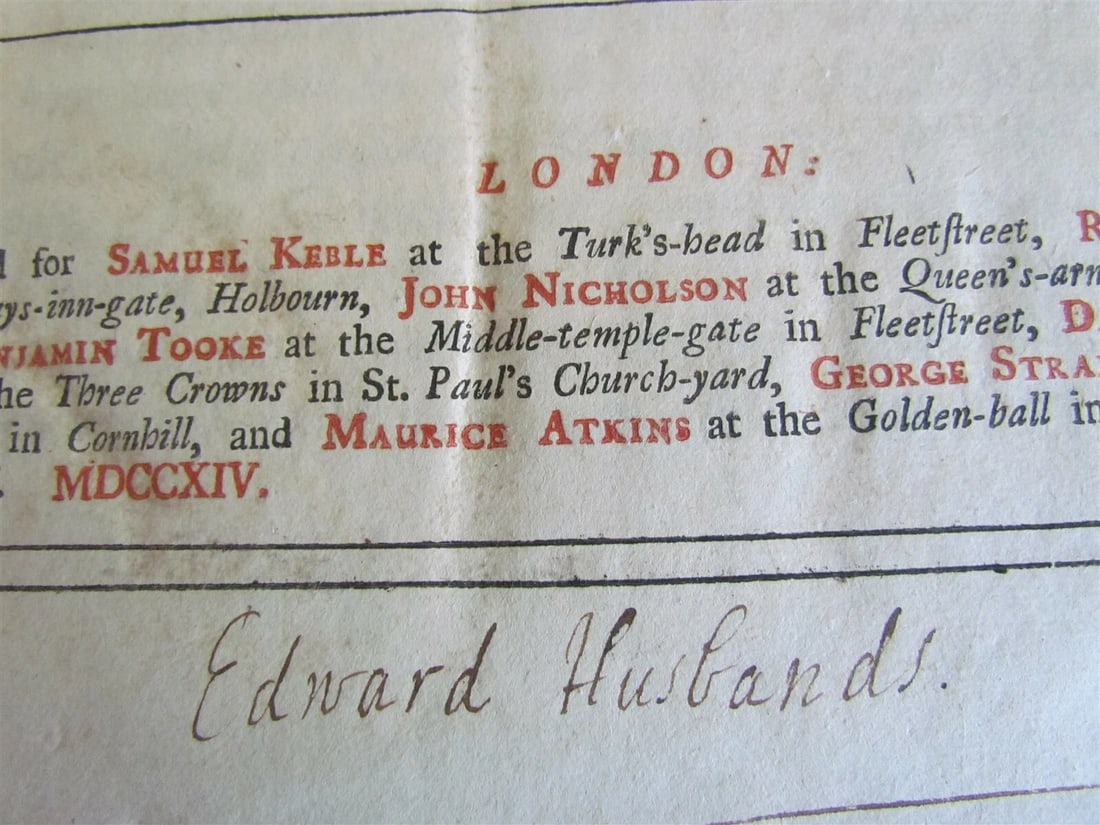 LONDON:
for SAMUEL KEBLE at the Turk's-head in Fleetſtreet, R
ys-inn-gate, Holbourn, JOHN NICHOLSON at the Queen's-arm
NJAMIN TOOKE at the Middle-temple-gate in Fleetſtreet, D
he Three Crowns in St. Paul's Church-yard, GEORGE STRA
in Cornhill, and MAURICE ATKINS at the Golden-ball in
MDCCXIV.
Edward Husbands.